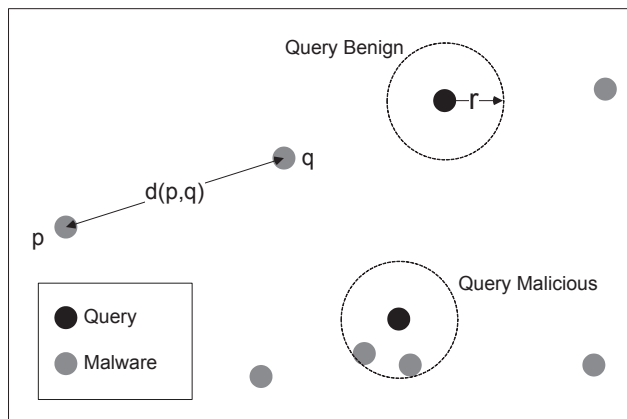 Query Benign
r
q
d(p,q)
p
Query Malicious
Query
Malware